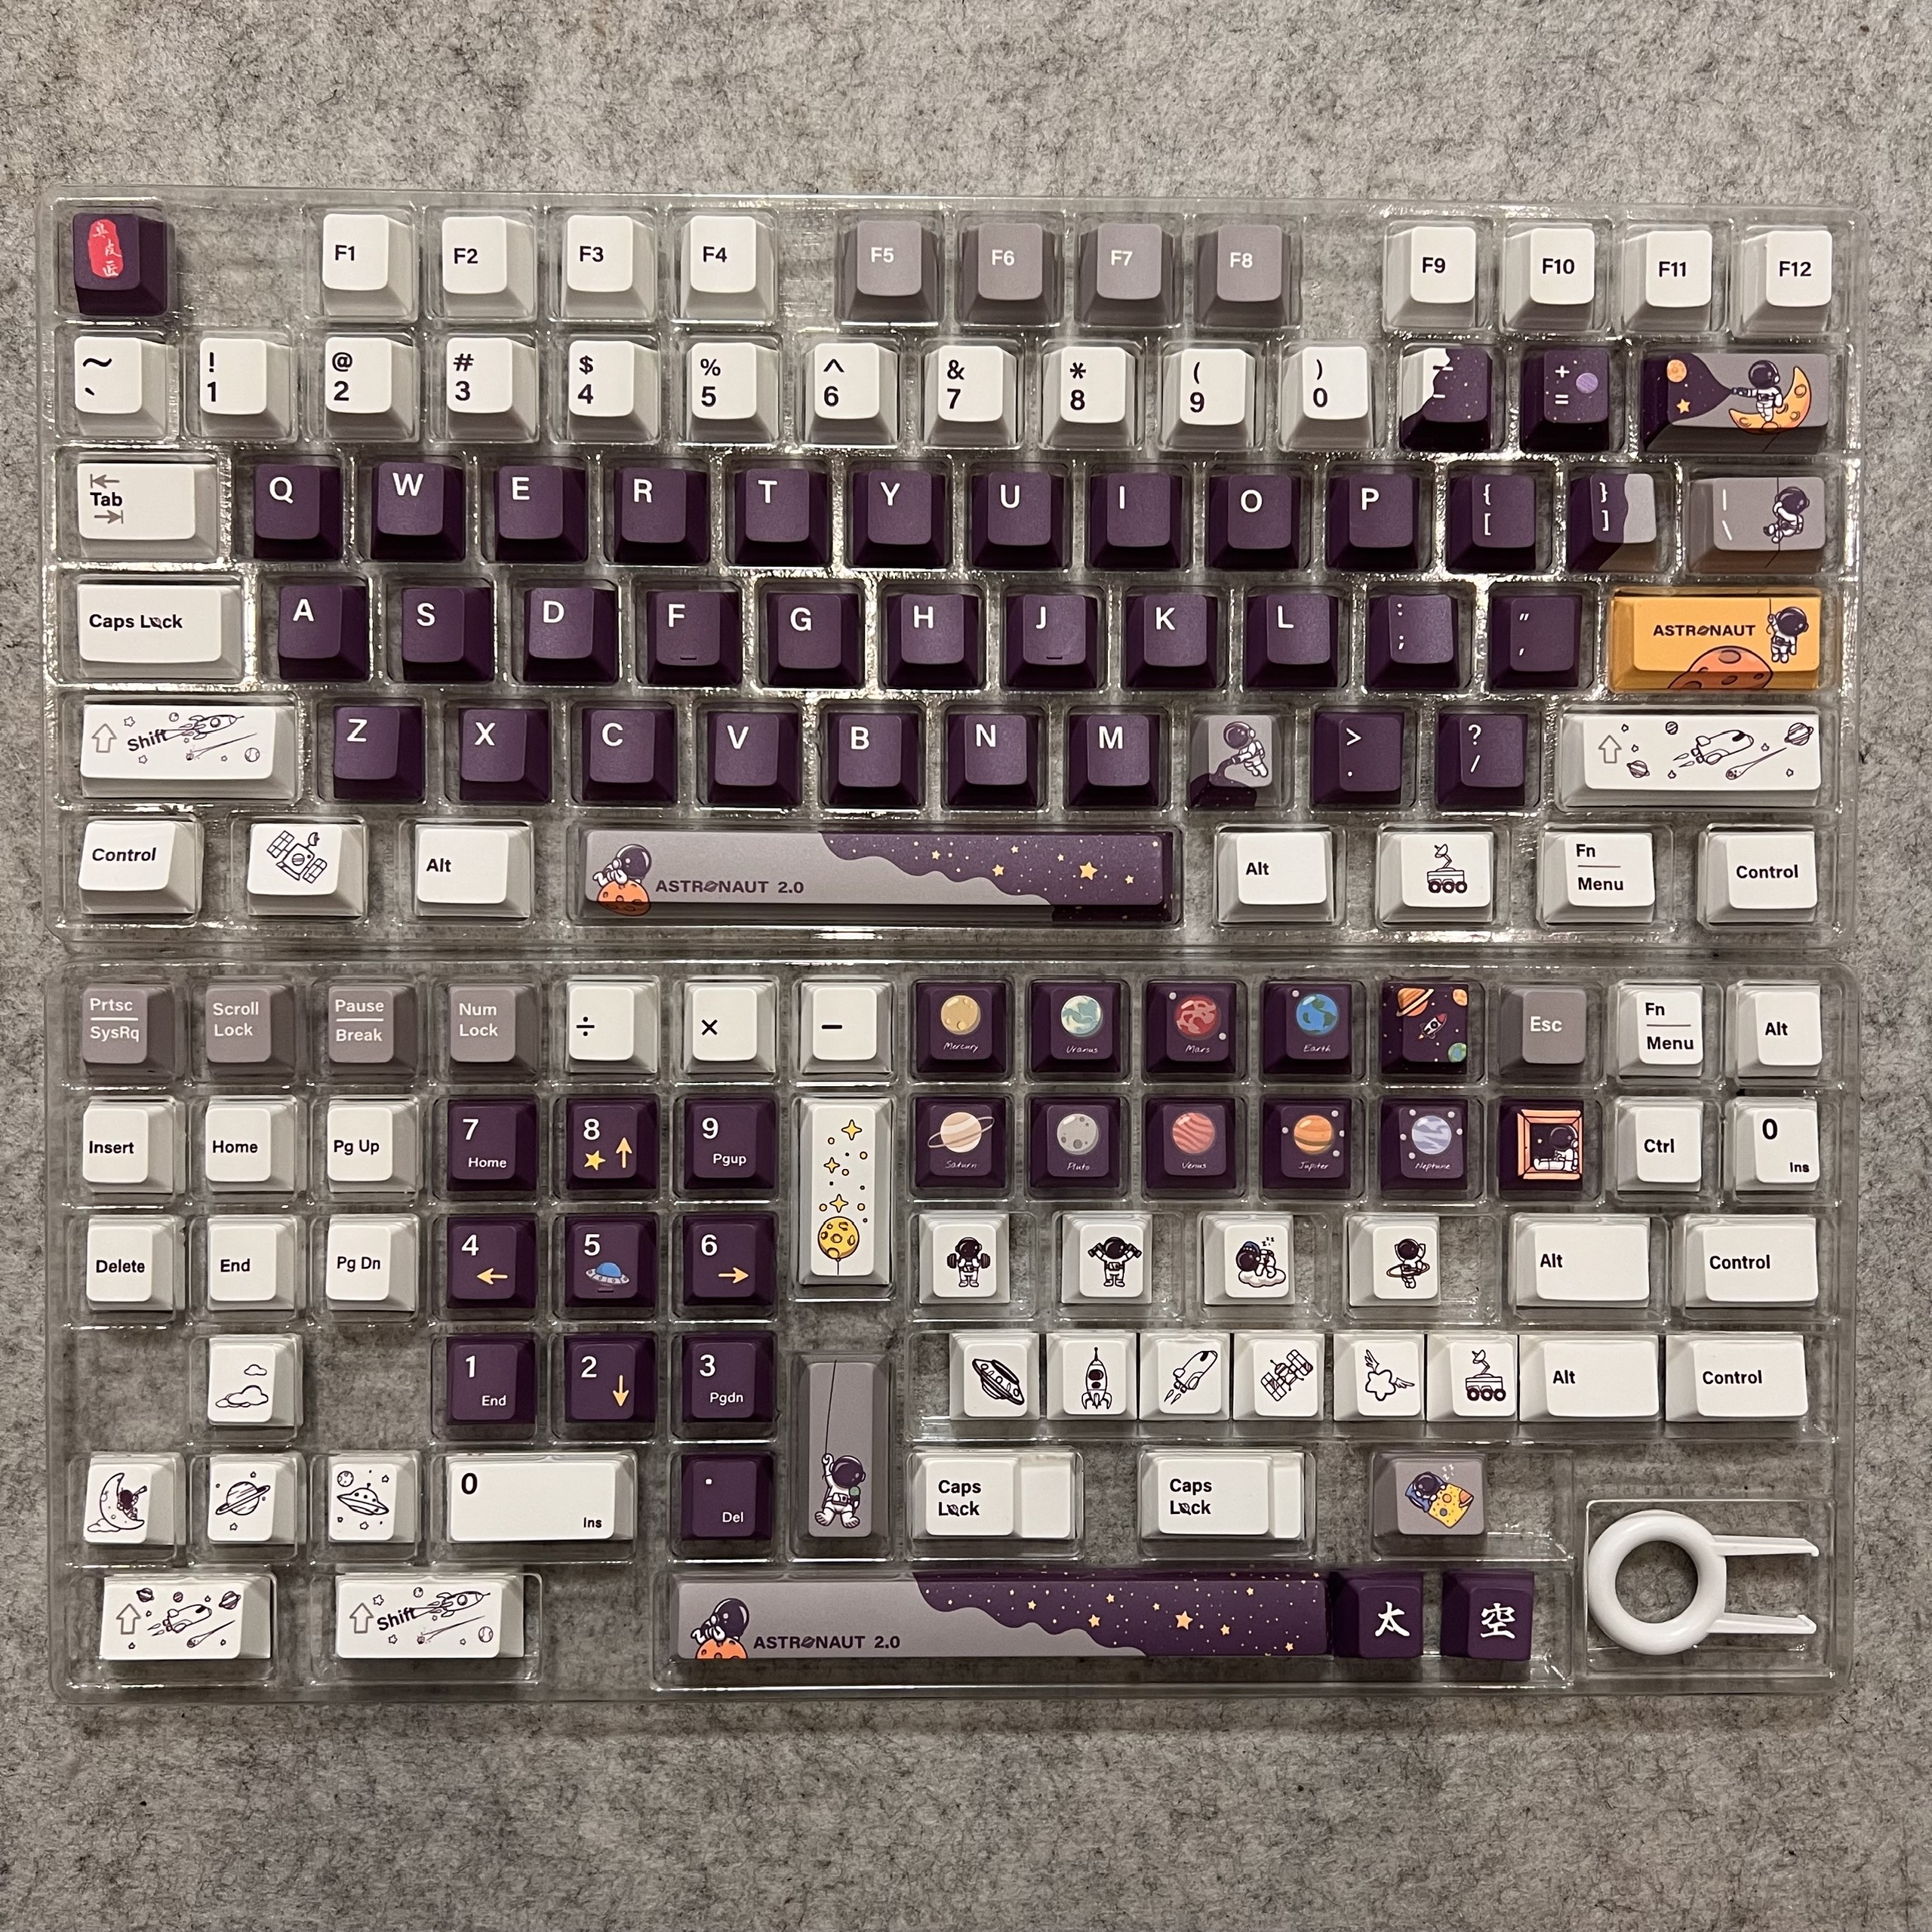 F1 F2 F3 F4 F5 F6 F7 F8 F9 F10 F11 F12
~ ! @ # $ % ^ & * ( ) +
` 1 2 3 4 5 6 7 8 9 0 =
Tab Q W E R T Y U I O P { [ } ] | \
Caps Lock A S D F G H J K L : ; " , ASTRONAUT
Shift Z X C V B N M > . ? /
Control Alt ASTRONAUT 2.0 Alt Fn Menu Control
Prtsc SysRq Scroll Lock Pause Break Num Lock ÷ × − Mercury Uranus Mars Earth Esc Fn Menu Alt
Insert Home Pg Up 7 Home 8 ↑ 9 Pgup Saturn Pluto Venus Jupiter Neptune Ctrl 0 Ins
Delete End Pg Dn 4 ← 5 6 → Alt Control
1 End 2 ↓ 3 Pgdn Alt Control
0 Ins . Del Caps Lock Caps Lock
Shift ASTRONAUT 2.0 太 空